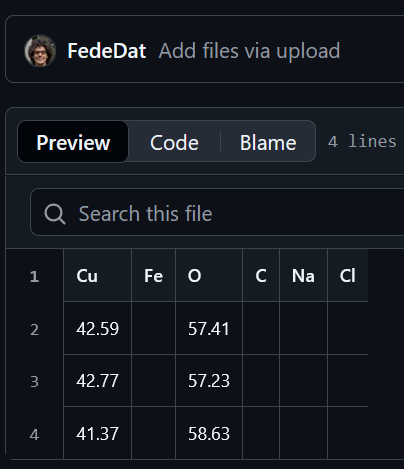 FedeDat Add files via upload
Preview Code Blame 4 lines
Search this file
1 Cu Fe O C Na Cl
2 42.59 57.41
3 42.77 57.23
4 41.37 58.63